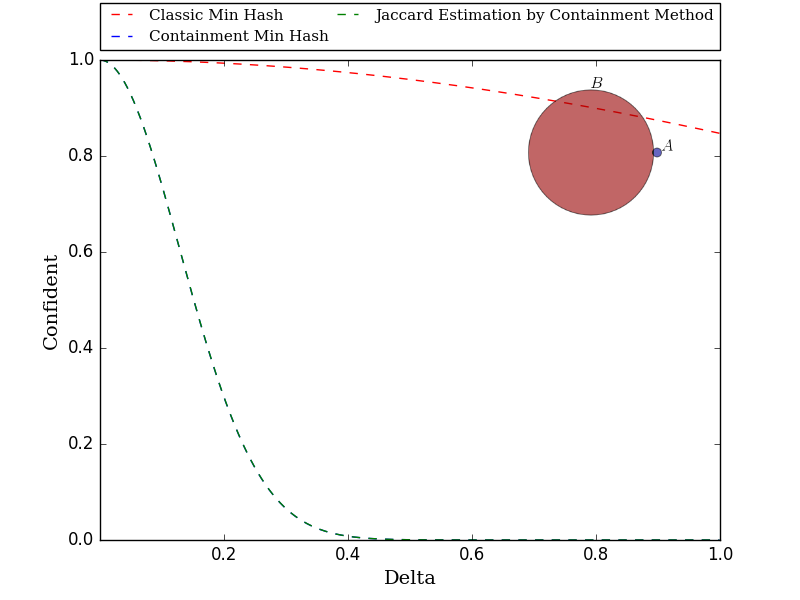 Classic Min Hash
Containment Min Hash
Jaccard Estimation by Containment Method
1.0
0.8
0.6
0.4
0.2
0.0
Confident
B
A
0.2 0.4 0.6 0.8 1.0
Delta